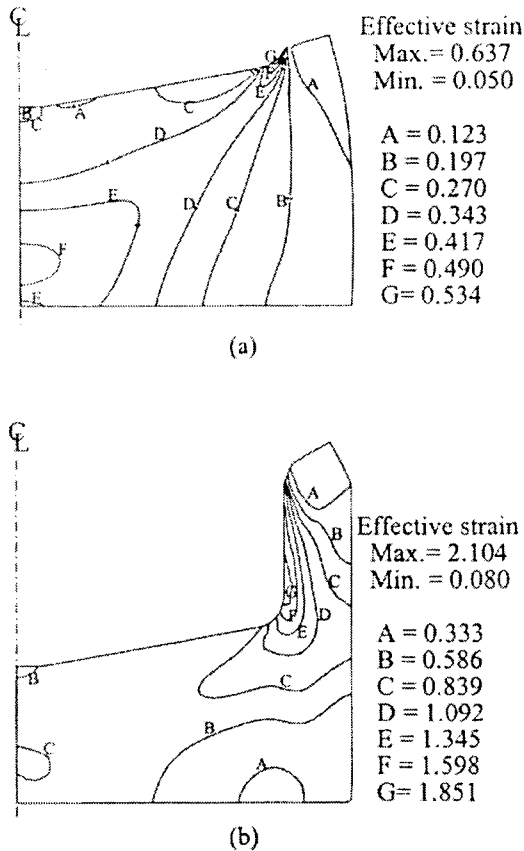 ℄
Effective strain
Max.= 0.637
Min. = 0.050
A = 0.123
B = 0.197
C = 0.270
D = 0.343
E = 0.417
F = 0.490
G= 0.534
G
F
E
A
B
C
A
C
D
E
D
C
B
F
E
(a)
℄
Effective strain
Max.= 2.104
Min. = 0.080
A = 0.333
B = 0.586
C = 0.839
D = 1.092
E = 1.345
F = 1.598
G= 1.851
A
B
C
G
F
D
E
B
C
B
C
A
(b)